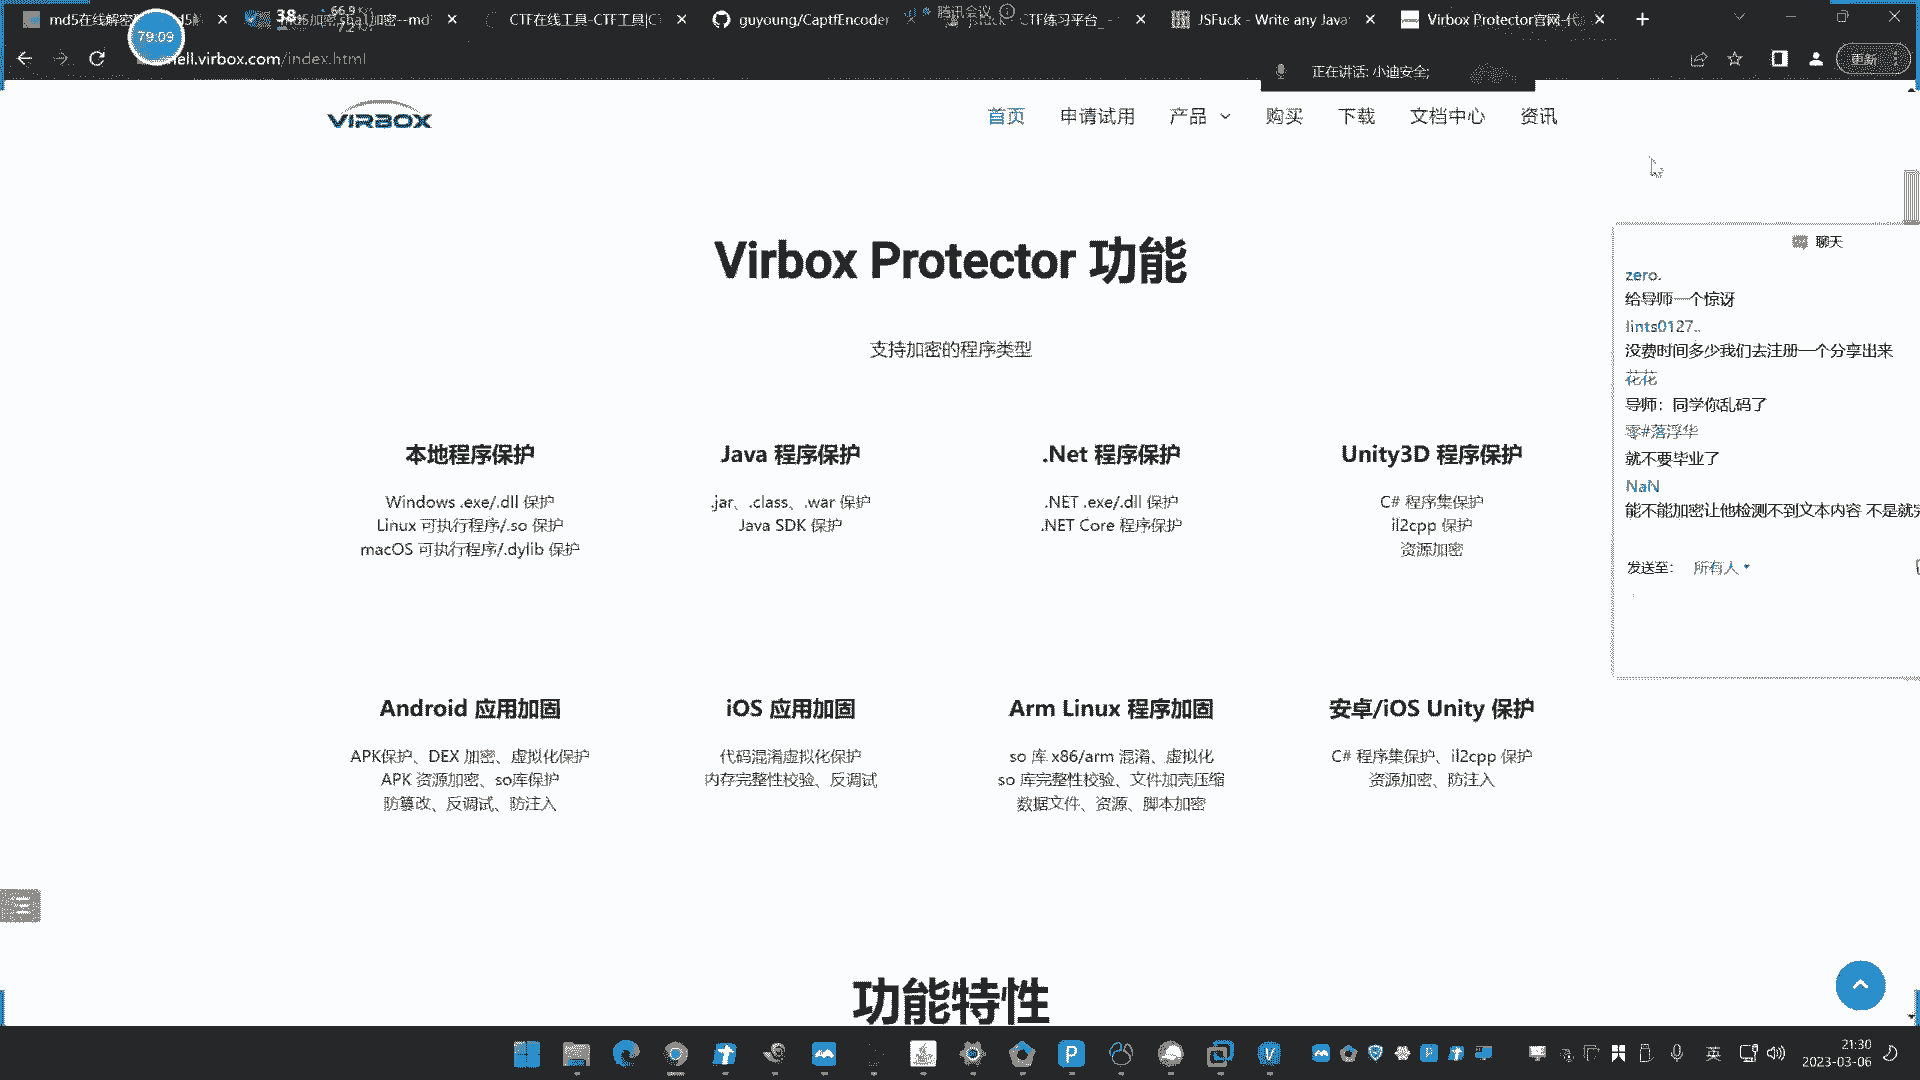 md5在线解密
加密--md
CTF在线工具-CTF工具|C
guyoung/CaptfEncoder
腾讯会议
CTF练习平台_ -
JSFuck - Write any Java
Virbox Protector官网-代
79:09
38
66.9
7.2
ell.virbox.com/index.html
更新
正在讲话: 小迪安全;
VIRBOX
首页
申请试用
产品
购买
下载
文档中心
资讯
Virbox Protector 功能
支持加密的程序类型
本地程序保护
Windows .exe/.dll 保护
Linux 可执行程序/.so 保护
macOS 可执行程序/.dylib 保护
Java 程序保护
.jar、.class、.war 保护
Java SDK 保护
.Net 程序保护
.NET .exe/.dll 保护
.NET Core 程序保护
Unity3D 程序保护
C# 程序集保护
il2cpp 保护
资源加密
Android 应用加固
APK保护、DEX 加密、虚拟化保护
APK 资源加密、so库保护
防篡改、反调试、防注入
iOS 应用加固
代码混淆虚拟化保护
内存完整性校验、反调试
Arm Linux 程序加固
so 库 x86/arm 混淆、虚拟化
so 库完整性校验、文件加壳压缩
数据文件、资源、脚本加密
安卓/iOS Unity 保护
C# 程序集保护、il2cpp 保护
资源加密、防注入
功能特性
聊天
zero.
给导师一个惊讶
lints0127..
没费时间多少我们去注册一个分享出来
花花
导师：同学你乱码了
零#落浮华
就不要毕业了
NaN
能不能加密让他检测不到文本内容 不是就完
发送至:
所有人
英
21:30
2023-03-06